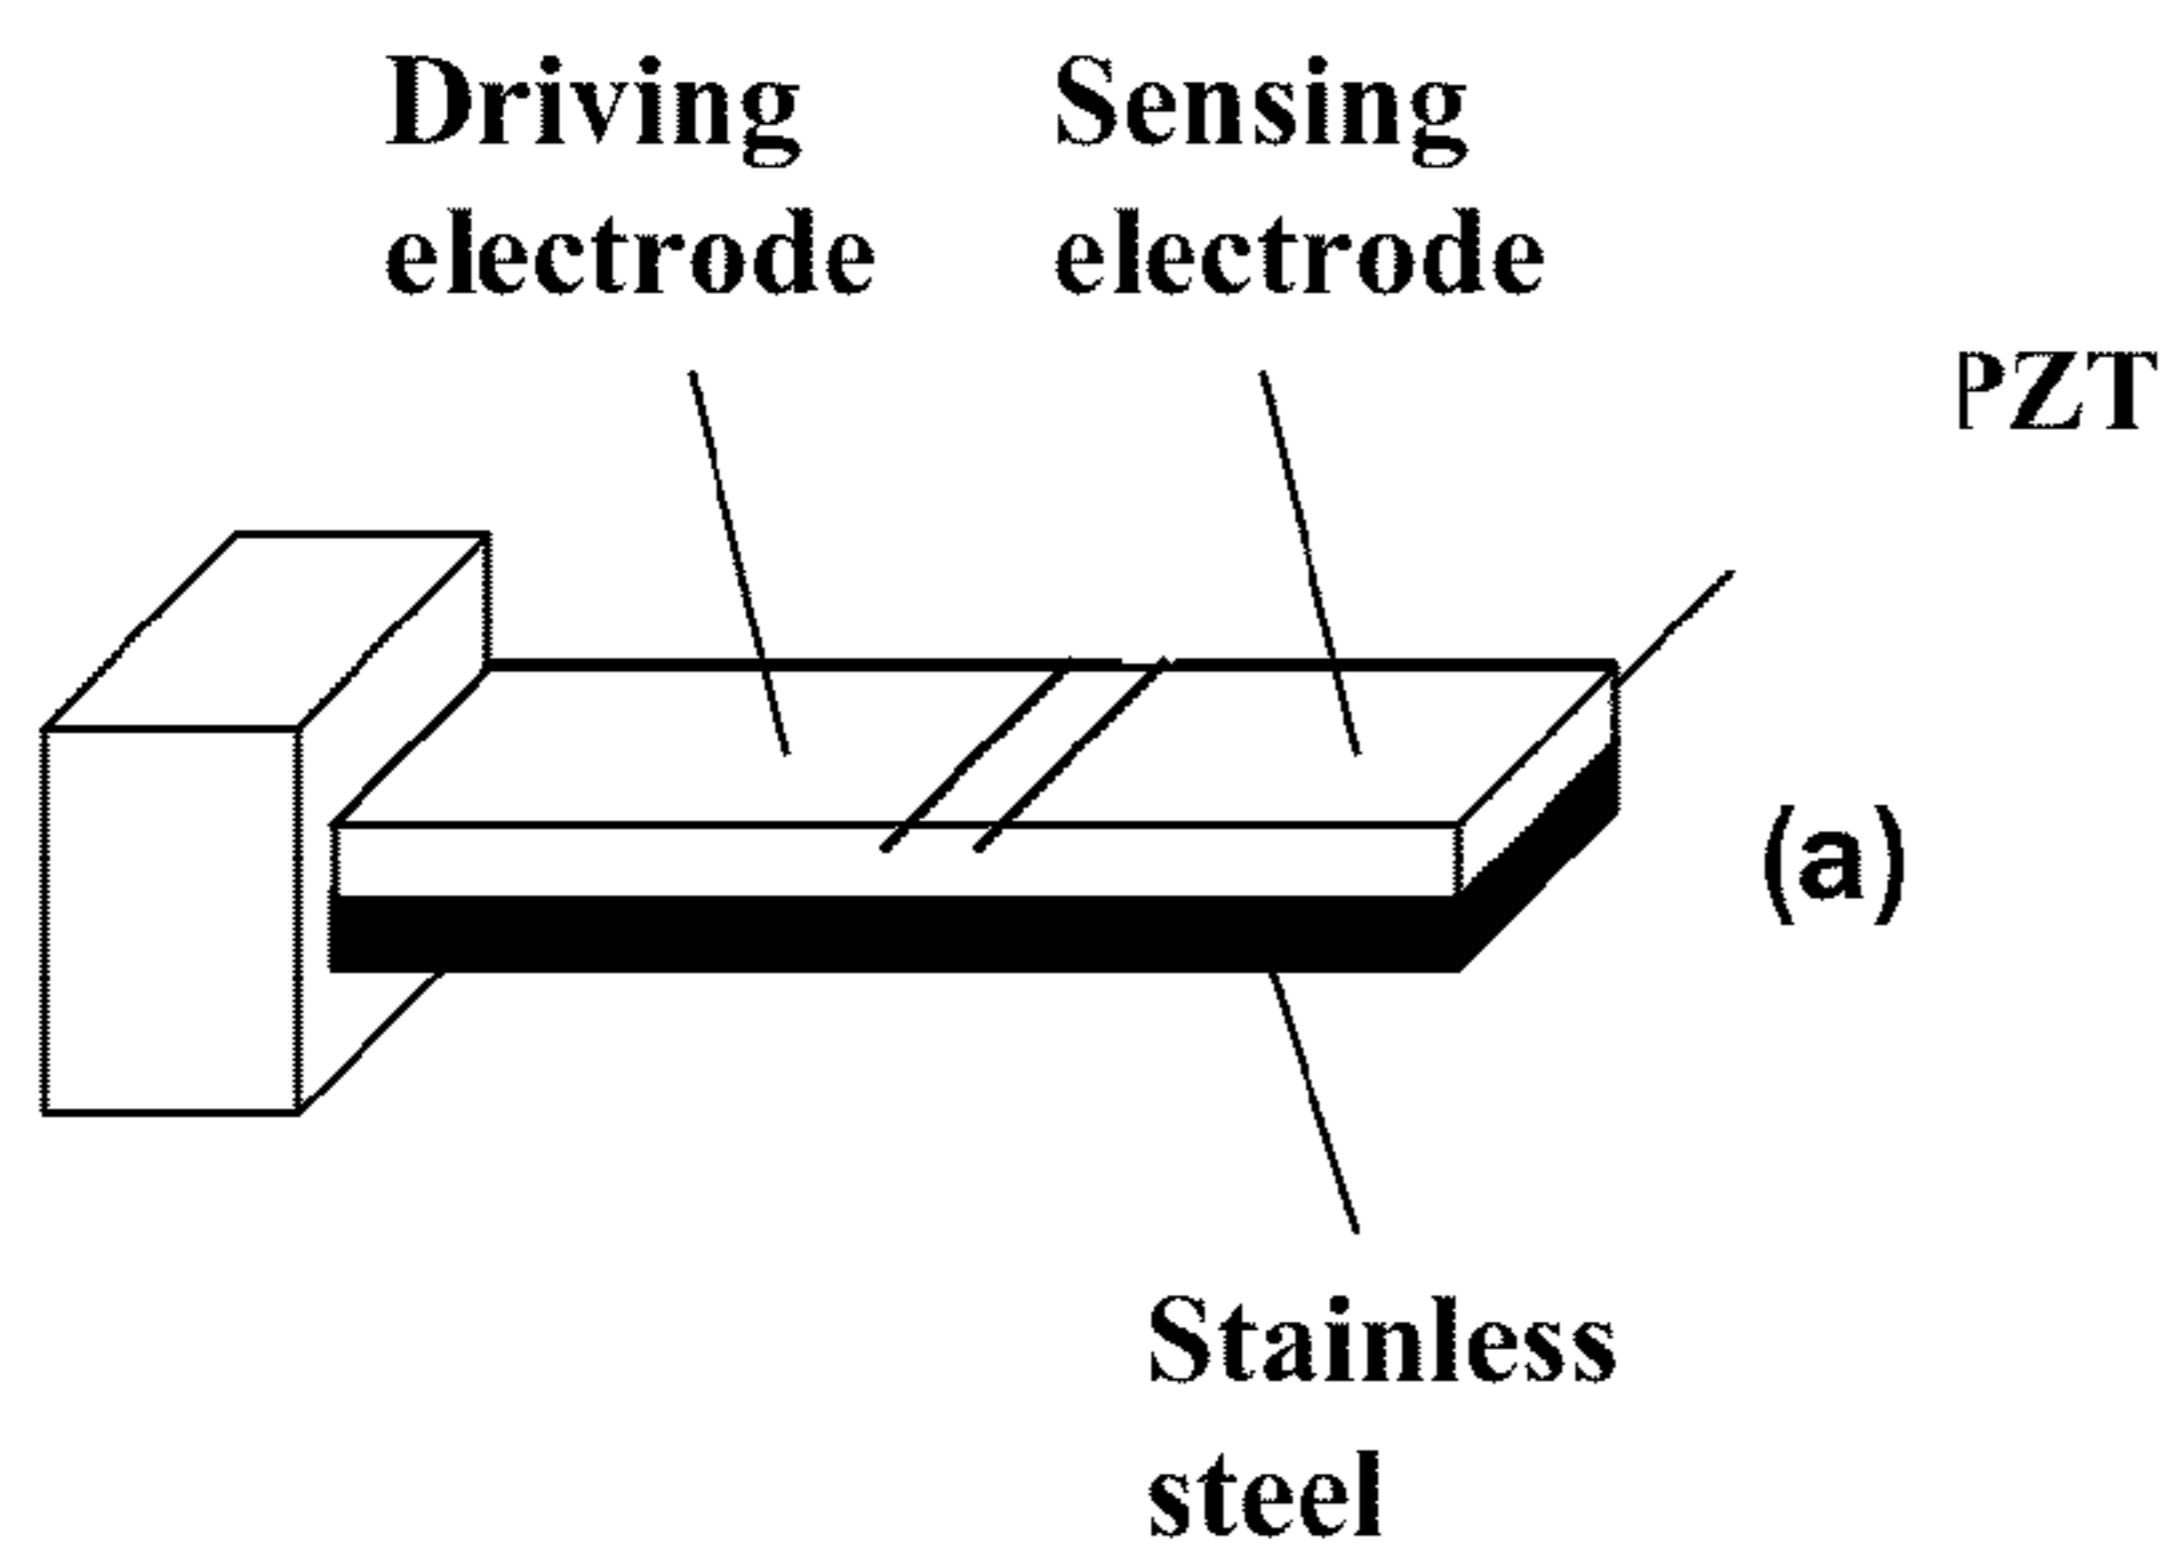 Driving
electrode
Sensing
electrode
PZT
(a)
Stainless
steel